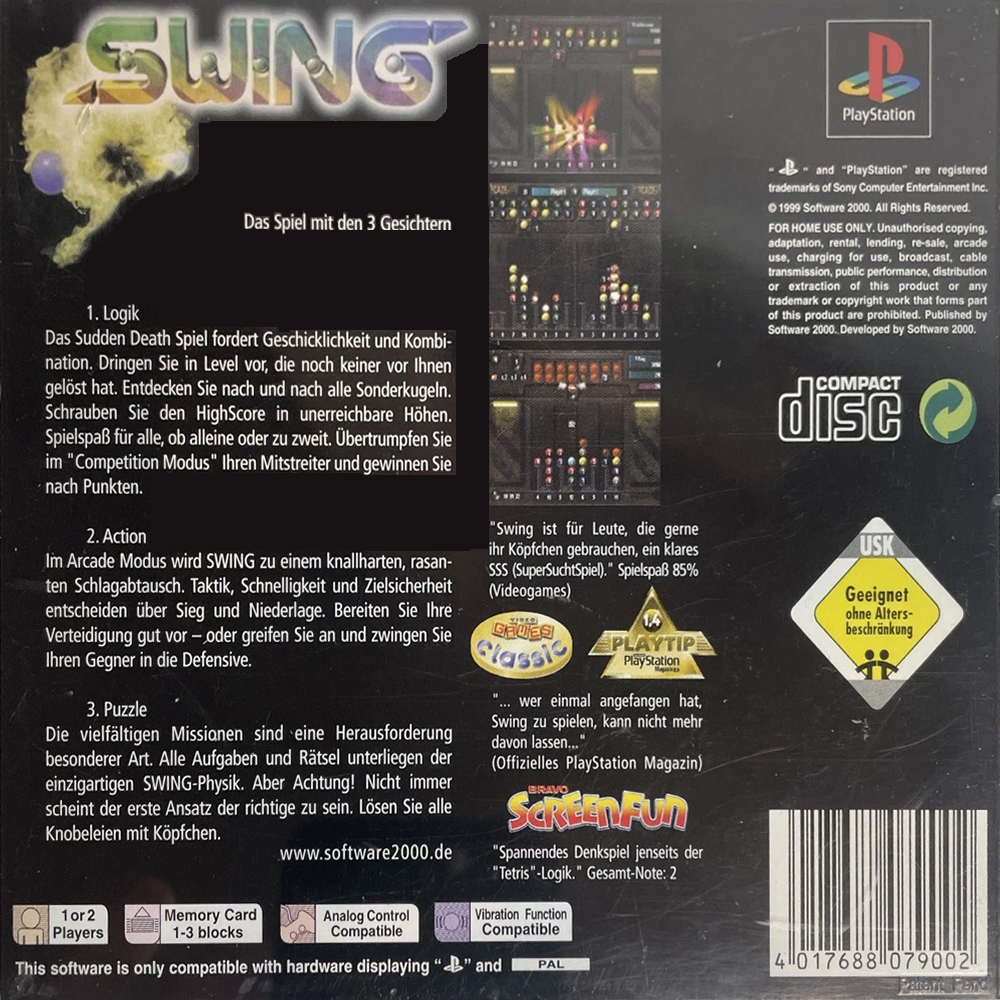 SWING
Das Spiel mit den 3 Gesichtern
1. Logik
Das Sudden Death Spiel fordert Geschicklichkeit und Kombi-
nation. Dringen Sie in Level vor, die noch keiner vor Ihnen
gelöst hat. Entdecken Sie nach und nach alle Sonderkugeln.
Schrauben Sie den HighScore in unerreichbare Höhen.
Spielspaß für alle, ob alleine oder zu zweit. Übertrumpfen Sie
im "Competition Modus" Ihren Mitstreiter und gewinnen Sie
nach Punkten.
2. Action
Im Arcade Modus wird SWING zu einem knallharten, rasan-
ten Schlagabtausch. Taktik, Schnelligkeit und Zielsicherheit
entscheiden über Sieg und Niederlage. Bereiten Sie Ihre
Verteidigung gut vor – oder greifen Sie an und zwingen Sie
Ihren Gegner in die Defensive.
3. Puzzle
Die vielfältigen Missionen sind eine Herausforderung
besonderer Art. Alle Aufgaben und Rätsel unterliegen der
einzigartigen SWING-Physik. Aber Achtung! Nicht immer
scheint der erste Ansatz der richtige zu sein. Lösen Sie alle
Knobeleien mit Köpfchen.
www.software2000.de
"Swing ist für Leute, die gerne
ihr Köpfchen gebrauchen, ein klares
SSS (SuperSuchtSpiel)." Spielspaß 85%
(Videogames)
VIDEO
GAMES
classic
1,4
PLAYTIP
PlayStation
Magazin
"... wer einmal angefangen hat,
Swing zu spielen, kann nicht mehr
davon lassen..."
(Offizielles PlayStation Magazin)
BRAVO
SCREENFUN
"Spannendes Denkspiel jenseits der
"Tetris"-Logik." Gesamt-Note: 2
PlayStation
" " and "PlayStation" are registered
trademarks of Sony Computer Entertainment Inc.
© 1999 Software 2000. All Rights Reserved.
FOR HOME USE ONLY. Unauthorised copying,
adaptation, rental, lending, re-sale, arcade
use, charging for use, broadcast, cable
transmission, public performance, distribution
or extraction of this product or any
trademark or copyright work that forms part
of this product are prohibited. Published by
Software 2000. Developed by Software 2000.
COMPACT
disc
USK
Geeignet
ohne Alters-
beschränkung
1 or 2
Players
Memory Card
1-3 blocks
Analog Control
Compatible
Vibration Function
Compatible
This software is only compatible with hardware displaying " " and PAL
4 017688 079002
Patent Pend